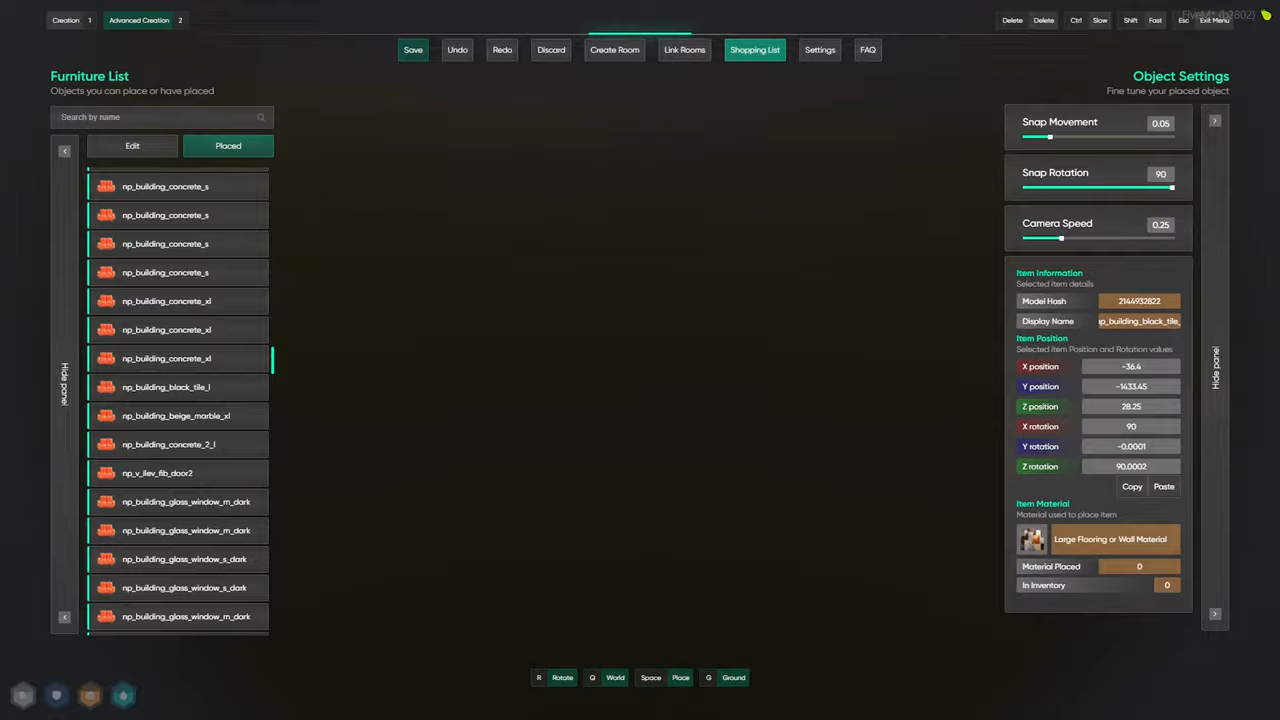 Creation 1 Advanced Creation 2
FiveM* (b2802)
Delete Delete Ctrl Slow Shift Fast Esc Exit Menu
Save Undo Redo Discard Create Room Link Rooms Shopping List Settings FAQ
Furniture List
Objects you can place or have placed
Search by name
Edit Placed
Hide panel
np_building_concrete_s
np_building_concrete_s
np_building_concrete_s
np_building_concrete_s
np_building_concrete_xl
np_building_concrete_xl
np_building_concrete_xl
np_building_black_tile_l
np_building_beige_marble_xl
np_building_concrete_2_l
np_v_ilev_fib_door2
np_building_glass_window_m_dark
np_building_glass_window_m_dark
np_building_glass_window_s_dark
np_building_glass_window_s_dark
np_building_glass_window_m_dark
Object Settings
Fine tune your placed object
Snap Movement 0.05
Snap Rotation 90
Camera Speed 0.25
Item Information
Selected item details
Model Hash 2144932822
Display Name np_building_black_tile_
Item Position
Selected item Position and Rotation values
X position -36.4
Y position -1433.45
Z position 28.25
X rotation 90
Y rotation -0.0001
Z rotation 90.0002
Copy Paste
Item Material
Material used to place item
Large Flooring or Wall Material
Material Placed 0
In Inventory 0
Hide panel
R Rotate Q World Space Place G Ground